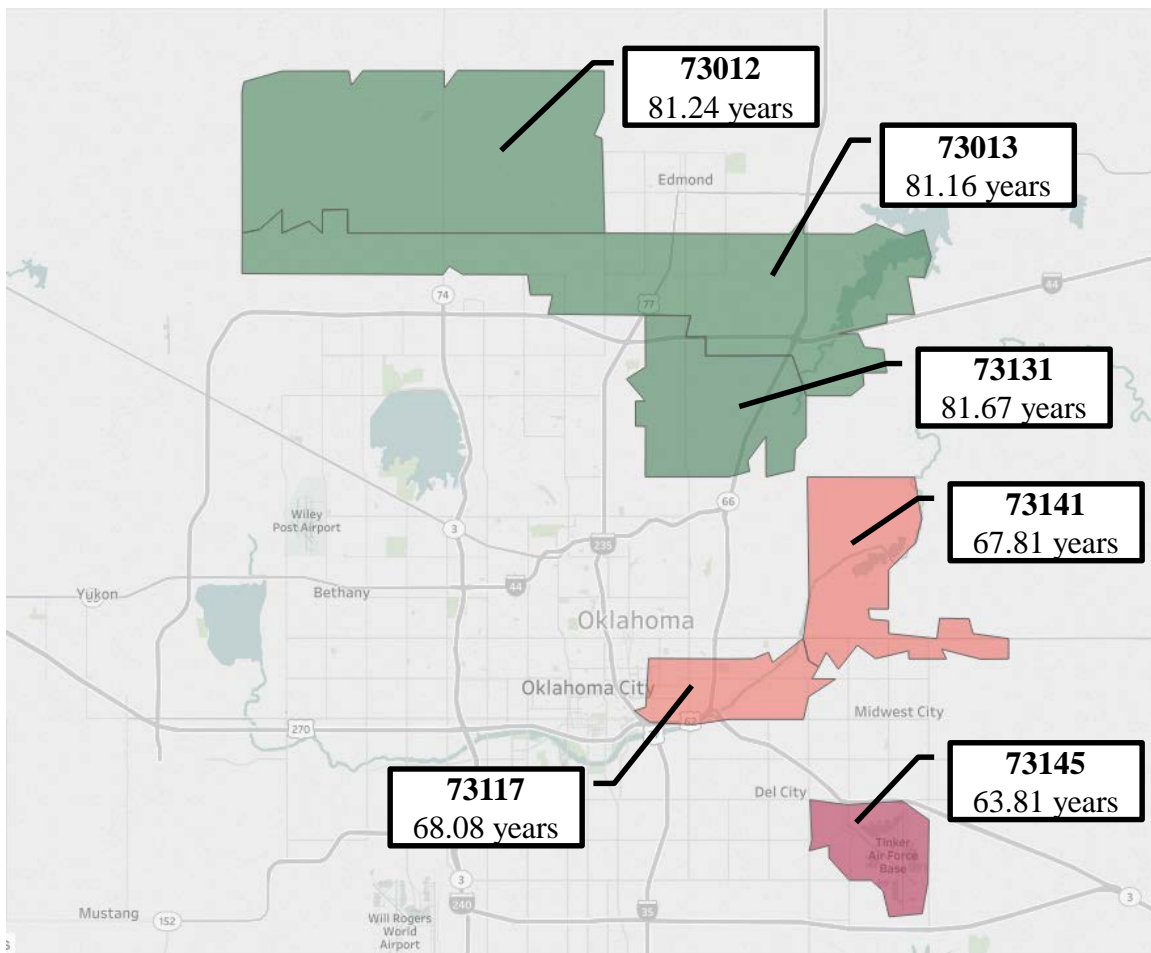 73012
81.24 years
73013
81.16 years
Edmond
74
77
44
73131
81.67 years
66
73141
67.81 years
Wiley
Post Airport
3
235
44
Yukon
Bethany
Oklahoma
Oklahoma City
62
Midwest City
270
73117
68.08 years
73145
63.81 years
Del City
Tinker
Air Force
Base
3
3
240
35
Mustang
152
Will Rogers
World
Airport
s